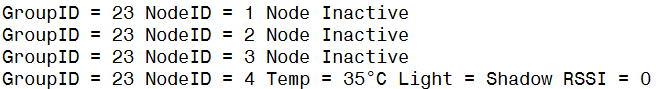 GroupID = 23 NodeID = 1 Node Inactive
GroupID = 23 NodeID = 2 Node Inactive
GroupID = 23 NodeID = 3 Node Inactive
GroupID = 23 NodeID = 4 Temp = 35°C Light = Shadow RSSI = 0